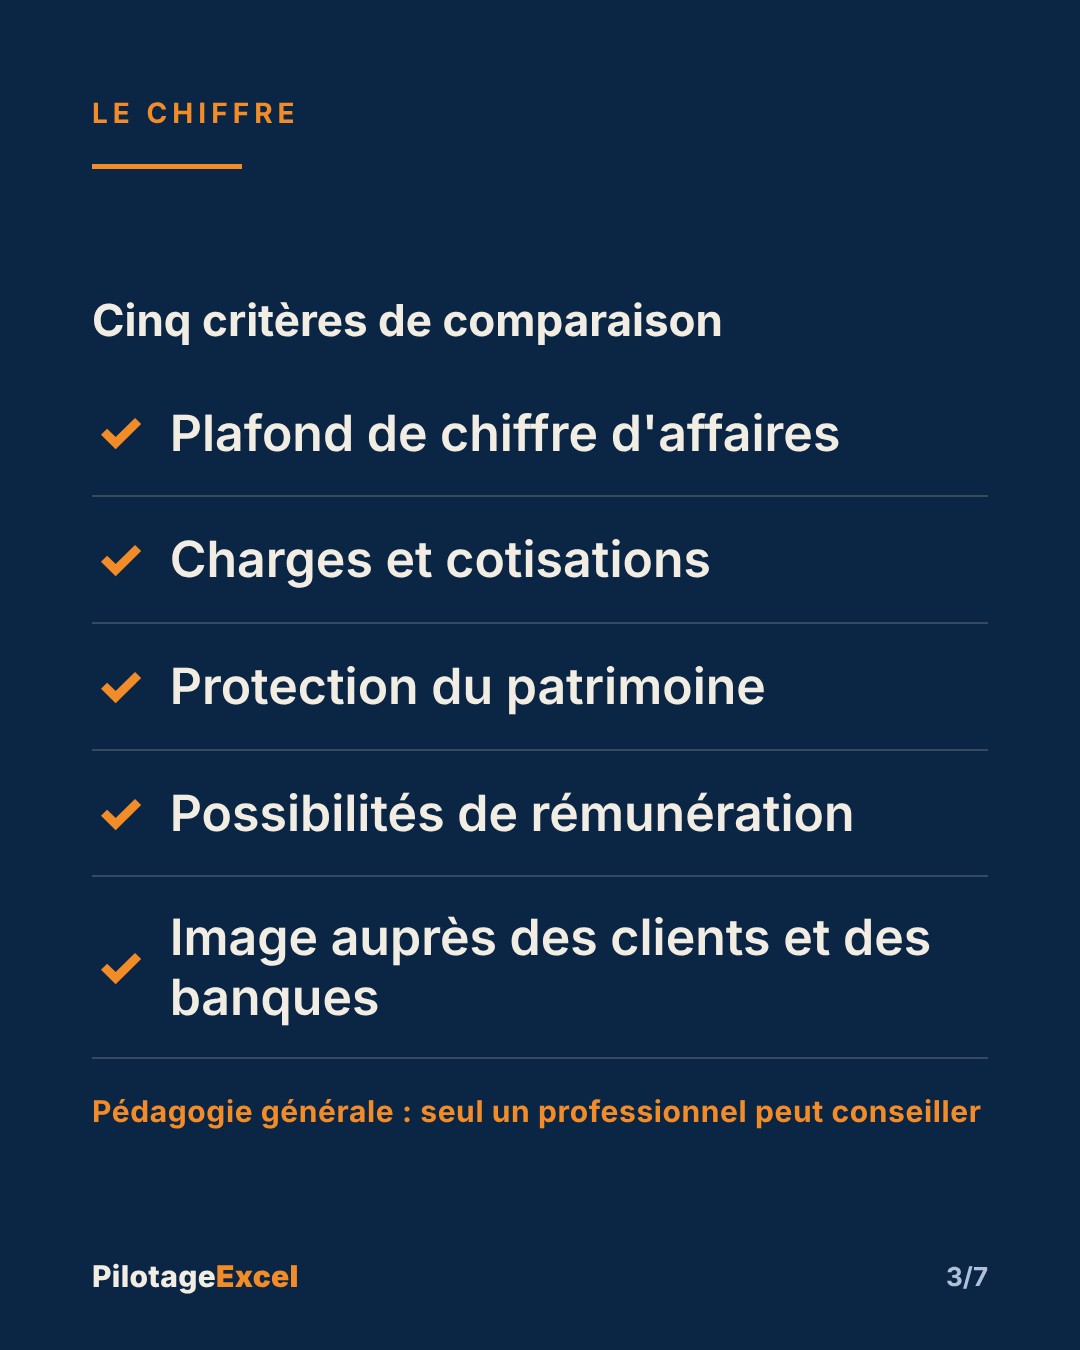 LE CHIFFRE
Cinq critères de comparaison
Plafond de chiffre d'affaires
Charges et cotisations
Protection du patrimoine
Possibilités de rémunération
Image auprès des clients et des
banques
Pédagogie générale : seul un professionnel peut conseiller
PilotageExcel
3/7